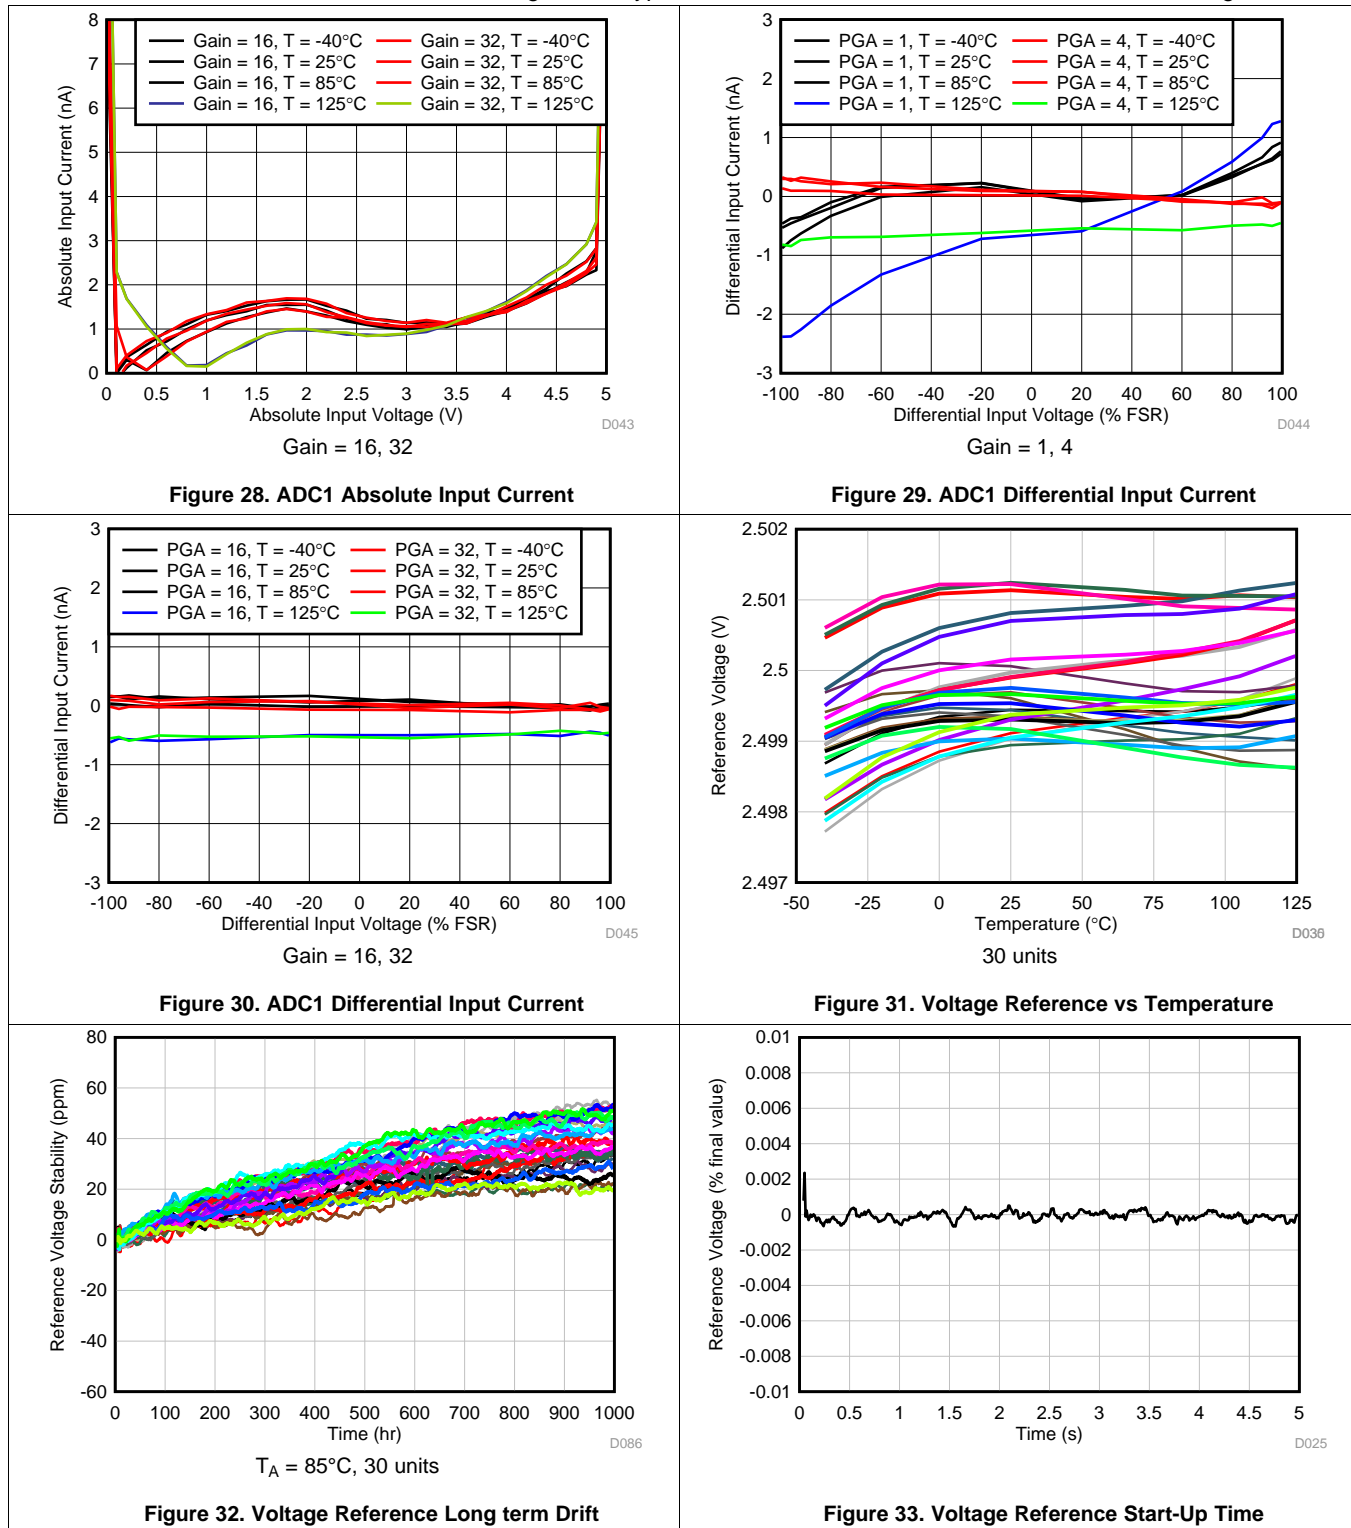 8
7
6
5
4
3
2
1
0
Absolute Input Current (nA)
Gain = 16, T = -40°C
Gain = 16, T = 25°C
Gain = 16, T = 85°C
Gain = 16, T = 125°C
Gain = 32, T = -40°C
Gain = 32, T = 25°C
Gain = 32, T = 85°C
Gain = 32, T = 125°C
0 0.5 1 1.5 2 2.5 3 3.5 4 4.5 5
Absolute Input Voltage (V)
D043
Gain = 16, 32
Figure 28. ADC1 Absolute Input Current
3
2
1
0
-1
-2
-3
Differential Input Current (nA)
PGA = 1, T = -40°C
PGA = 1, T = 25°C
PGA = 1, T = 85°C
PGA = 1, T = 125°C
PGA = 4, T = -40°C
PGA = 4, T = 25°C
PGA = 4, T = 85°C
PGA = 4, T = 125°C
-100 -80 -60 -40 -20 0 20 40 60 80 100
Differential Input Voltage (% FSR)
D044
Gain = 1, 4
Figure 29. ADC1 Differential Input Current
3
2
1
0
-1
-2
-3
Differential Input Current (nA)
PGA = 16, T = -40°C
PGA = 16, T = 25°C
PGA = 16, T = 85°C
PGA = 16, T = 125°C
PGA = 32, T = -40°C
PGA = 32, T = 25°C
PGA = 32, T = 85°C
PGA = 32, T = 125°C
-100 -80 -60 -40 -20 0 20 40 60 80 100
Differential Input Voltage (% FSR)
D045
Gain = 16, 32
Figure 30. ADC1 Differential Input Current
2.502
2.501
2.5
2.499
2.498
2.497
Reference Voltage (V)
-50 -25 0 25 50 75 100 125
Temperature (°C)
30 units
Figure 31. Voltage Reference vs Temperature
80
60
40
20
0
-20
-40
-60
Reference Voltage Stability (ppm)
0 100 200 300 400 500 600 700 800 900 1000
Time (hr)
D086
TA = 85°C, 30 units
Figure 32. Voltage Reference Long term Drift
0.01
0.008
0.006
0.004
0.002
0
-0.002
-0.004
-0.006
-0.008
-0.01
Reference Voltage (% final value)
0 0.5 1 1.5 2 2.5 3 3.5 4 4.5 5
Time (s)
D025
Figure 33. Voltage Reference Start-Up Time